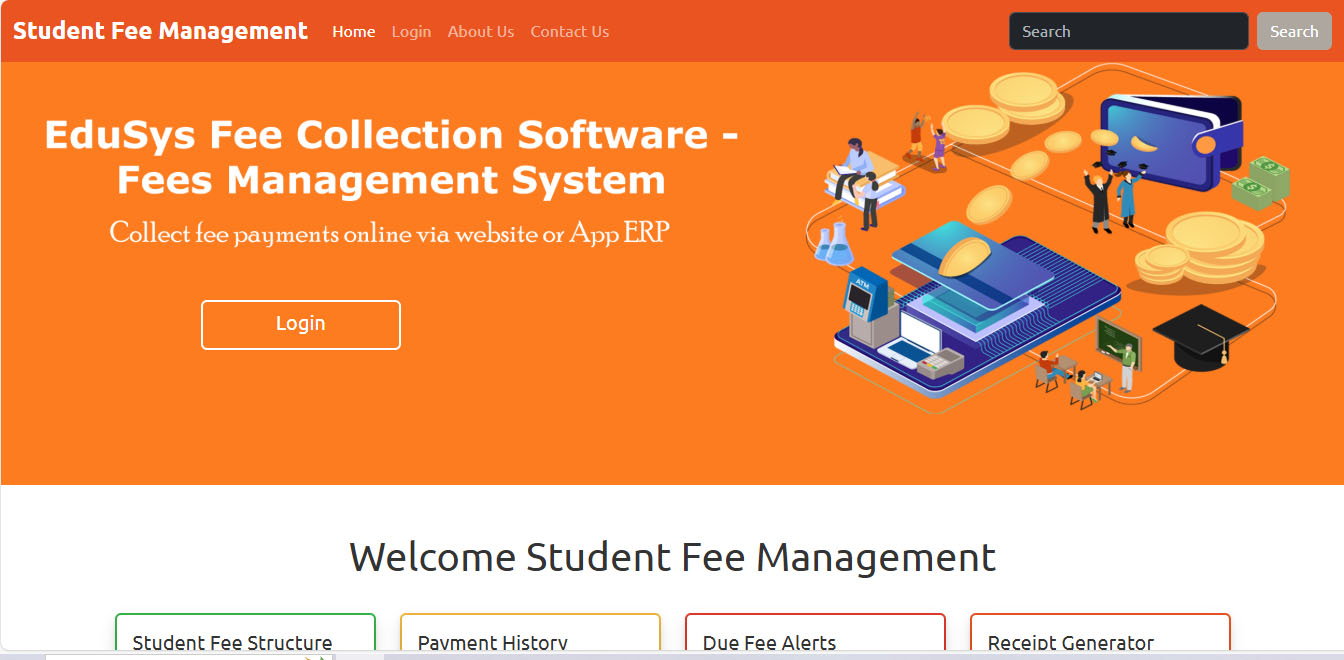 Student Fee Management
Home
Login
About Us
Contact Us
Search
Search
EduSys Fee Collection Software -
Fees Management System
Collect fee payments online via website or App ERP
Login
ATM
Welcome Student Fee Management
Student Fee Structure
Payment History
Due Fee Alerts
Receipt Generator